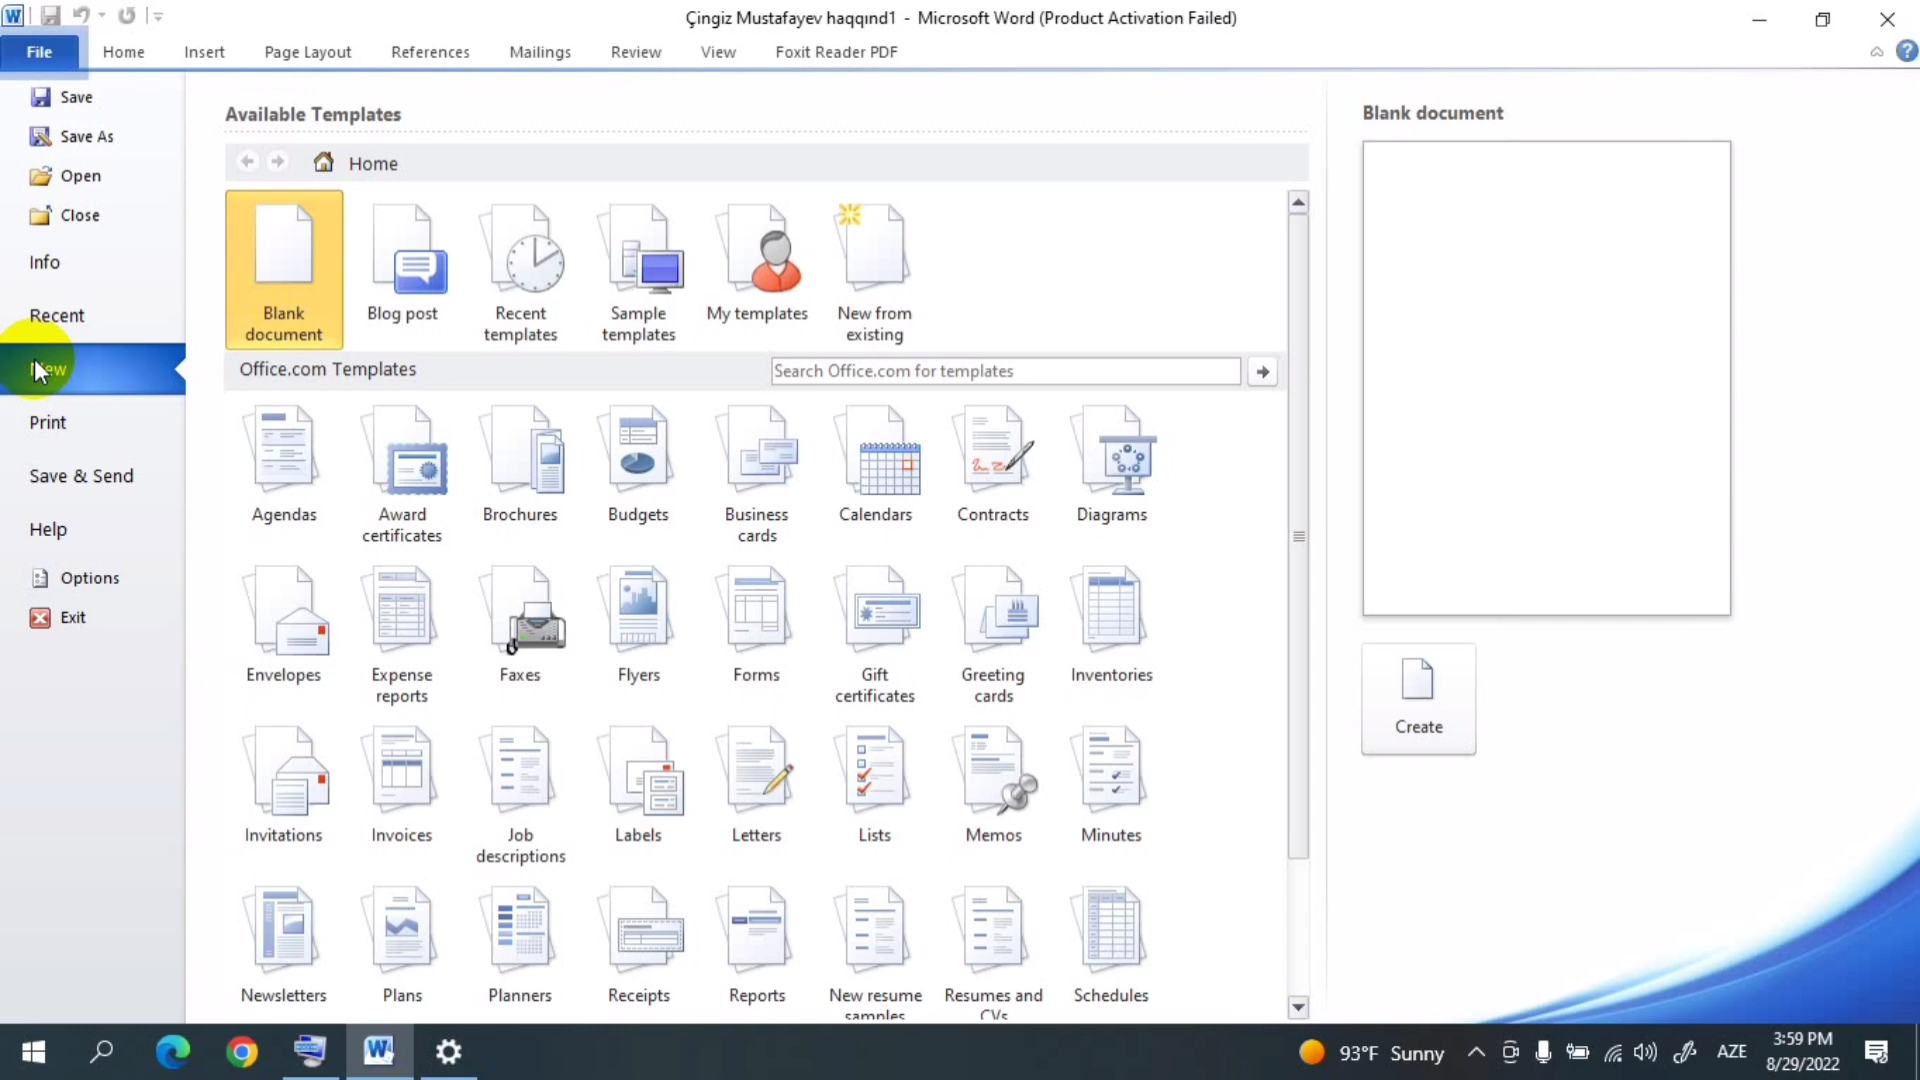 Çingiz Mustafayev haqqınd1 - Microsoft Word (Product Activation Failed)
File Home Insert Page Layout References Mailings Review View Foxit Reader PDF
Save
Save As
Open
Close
Info
Recent
New
Print
Save & Send
Help
Options
Exit
Available Templates
Home
Blank document
Blog post
Recent templates
Sample templates
My templates
New from existing
Office.com Templates
Search Office.com for templates
Agendas
Award certificates
Brochures
Budgets
Business cards
Calendars
Contracts
Diagrams
Envelopes
Expense reports
Faxes
Flyers
Forms
Gift certificates
Greeting cards
Inventories
Invitations
Invoices
Job descriptions
Labels
Letters
Lists
Memos
Minutes
Newsletters
Plans
Planners
Receipts
Reports
New resume samples
Resumes and CVs
Schedules
Blank document
Create
93°F Sunny
AZE
3:59 PM
8/29/2022